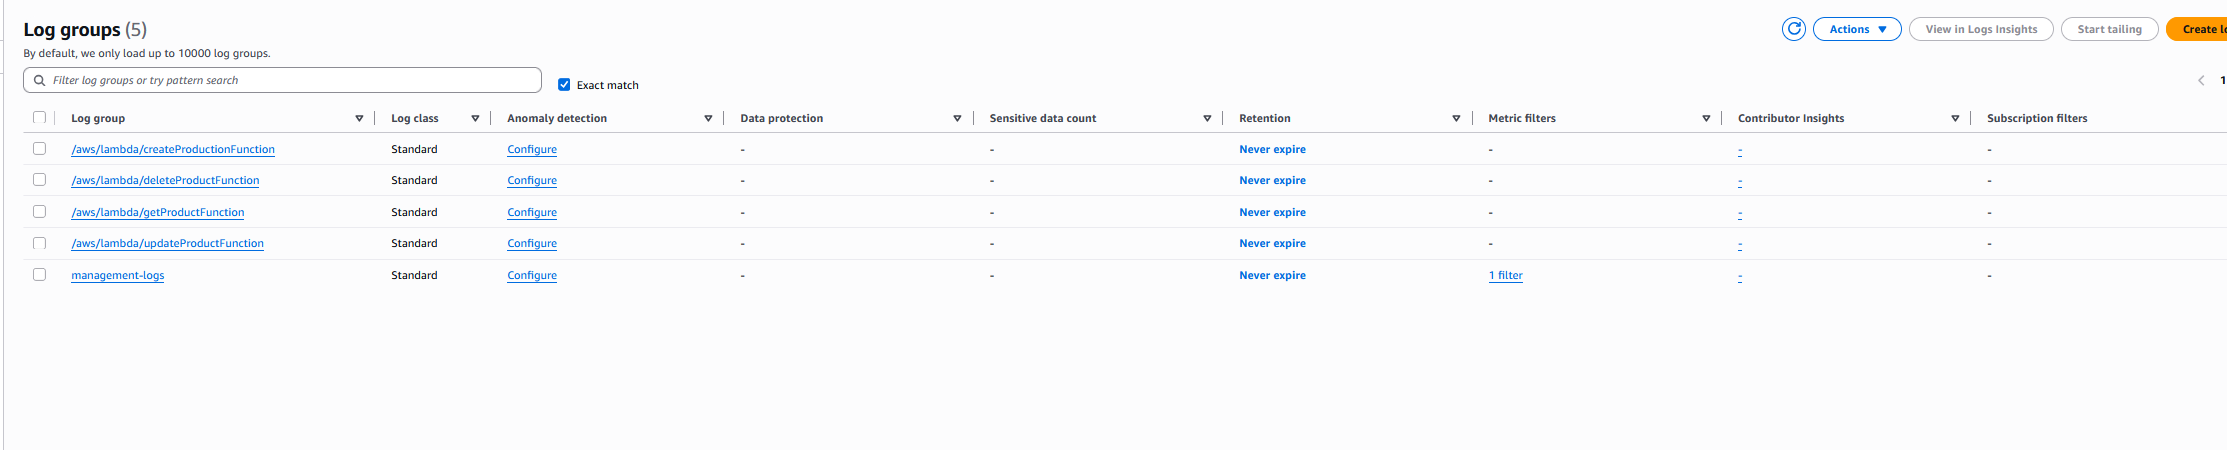 Log groups (5)
By default, we only load up to 10000 log groups.
Actions
View in Logs Insights
Start tailing
Filter log groups or try pattern search
Exact match
1
Log group Log class Anomaly detection Data protection Sensitive data count Retention Metric filters Contributor Insights Subscription filters
/aws/lambda/createProductionFunction Standard Configure - - Never expire - - -
/aws/lambda/deleteProductFunction Standard Configure - - Never expire - - -
/aws/lambda/getProductFunction Standard Configure - - Never expire - - -
/aws/lambda/updateProductFunction Standard Configure - - Never expire - - -
management-logs Standard Configure - - Never expire 1 filter - -